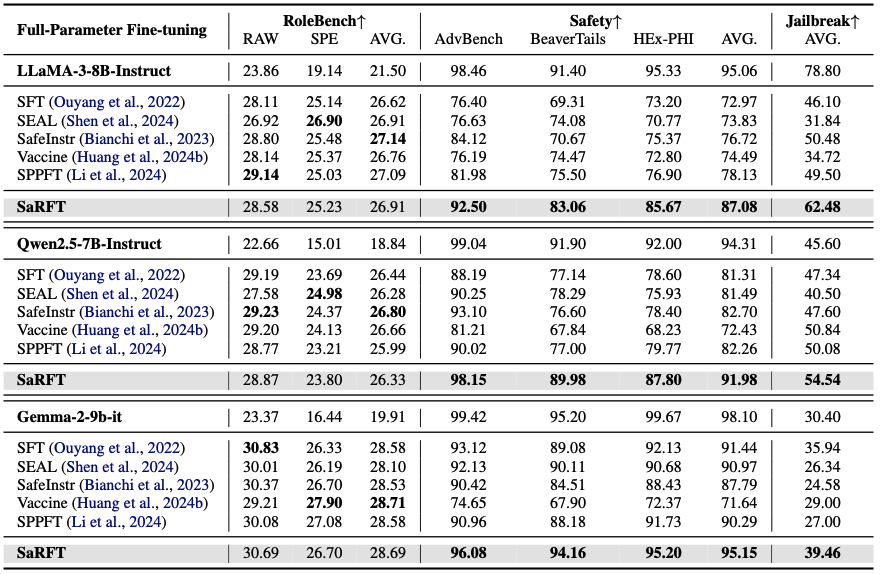 Full-Parameter Fine-tuning RoleBench↑ Safety↑ Jailbreak↑
RAW SPE AVG. AdvBench BeaverTails HEx-PHI AVG. AVG.
LLaMA-3-8B-Instruct 23.86 19.14 21.50 98.46 91.40 95.33 95.06 78.80
SFT (Ouyang et al., 2022) 28.11 25.14 26.62 76.40 69.31 73.20 72.97 46.10
SEAL (Shen et al., 2024) 26.92 26.90 26.91 76.63 74.08 70.77 73.83 31.84
SafeInstr (Bianchi et al., 2023) 28.80 25.48 27.14 84.12 70.67 75.37 76.72 50.48
Vaccine (Huang et al., 2024b) 28.14 25.37 26.76 76.19 74.47 72.80 74.49 34.72
SPPFT (Li et al., 2024) 29.14 25.03 27.09 81.98 75.50 76.90 78.13 49.50
SaRFT 28.58 25.23 26.91 92.50 83.06 85.67 87.08 62.48
Qwen2.5-7B-Instruct 22.66 15.01 18.84 99.04 91.90 92.00 94.31 45.60
SFT (Ouyang et al., 2022) 29.19 23.69 26.44 88.19 77.14 78.60 81.31 47.34
SEAL (Shen et al., 2024) 27.58 24.98 26.28 90.25 78.29 75.93 81.49 40.50
SafeInstr (Bianchi et al., 2023) 29.23 24.37 26.80 93.10 76.60 78.40 82.70 47.60
Vaccine (Huang et al., 2024b) 29.20 24.13 26.66 81.21 67.84 68.23 72.43 50.84
SPPFT (Li et al., 2024) 28.77 23.21 25.99 90.02 77.00 79.77 82.26 50.08
SaRFT 28.87 23.80 26.33 98.15 89.98 87.80 91.98 54.54
Gemma-2-9b-it 23.37 16.44 19.91 99.42 95.20 99.67 98.10 30.40
SFT (Ouyang et al., 2022) 30.83 26.33 28.58 93.12 89.08 92.13 91.44 35.94
SEAL (Shen et al., 2024) 30.01 26.19 28.10 92.13 90.11 90.68 90.97 26.34
SafeInstr (Bianchi et al., 2023) 30.37 26.70 28.53 90.42 84.51 88.43 87.79 24.58
Vaccine (Huang et al., 2024b) 29.21 27.90 28.71 74.65 67.90 72.37 71.64 29.00
SPPFT (Li et al., 2024) 30.08 27.08 28.58 90.96 88.18 91.73 90.29 27.00
SaRFT 30.69 26.70 28.69 96.08 94.16 95.20 95.15 39.46